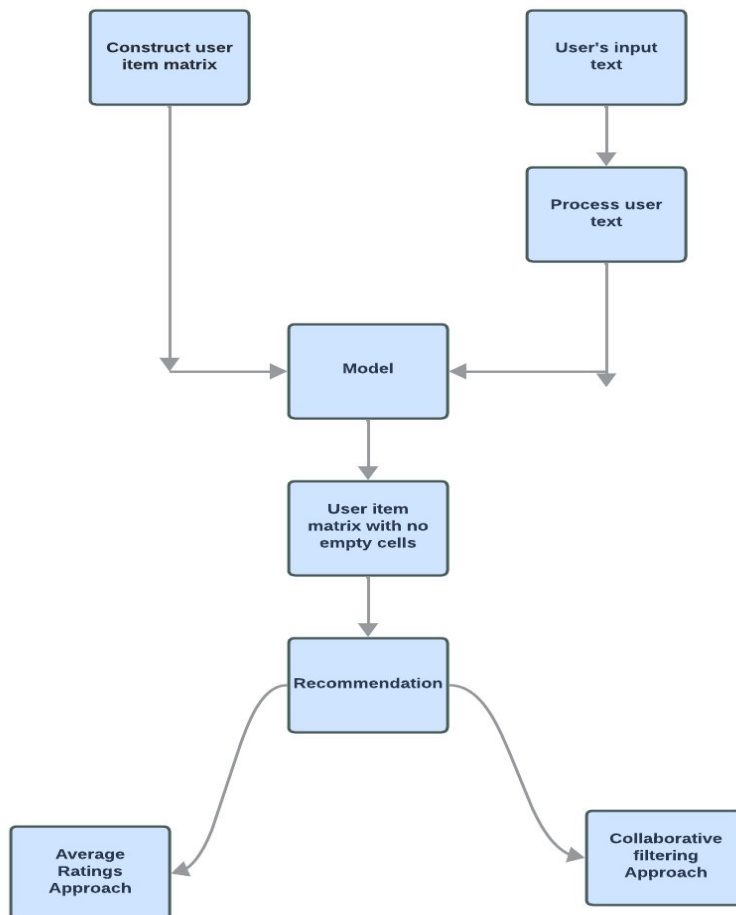 Construct user
item matrix
User's input
text
Process user
text
Model
User item
matrix with no
empty cells
Recommendation
Average
Ratings
Approach
Collaborative
filtering
Approach